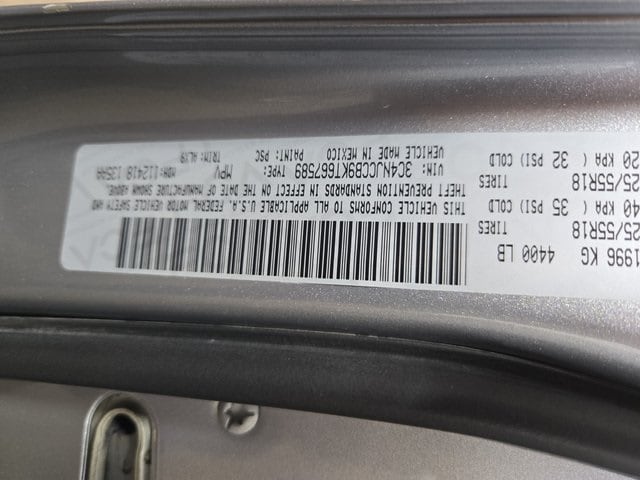 1996 KG 4400 LB
25/55R18 TIRES
40 KPA ( 35 PSI) COLD
25/55R18 TIRES
20 KPA ( 32 PSI) COLD
THIS VEHICLE CONFORMS TO ALL APPLICABLE U.S.A. FEDERAL MOTOR VEHICLE SAFETY AND
THEFT PREVENTION STANDARDS IN EFFECT ON THE DATE OF MANUFACTURE SHOWN ABOVE.
VIN: 3C4NJCCB9KT667589 TYPE: MPV MDH: 112418 135AA
VEHICLE MADE IN MEXICO PAINT: PSC TRIM: ALX9